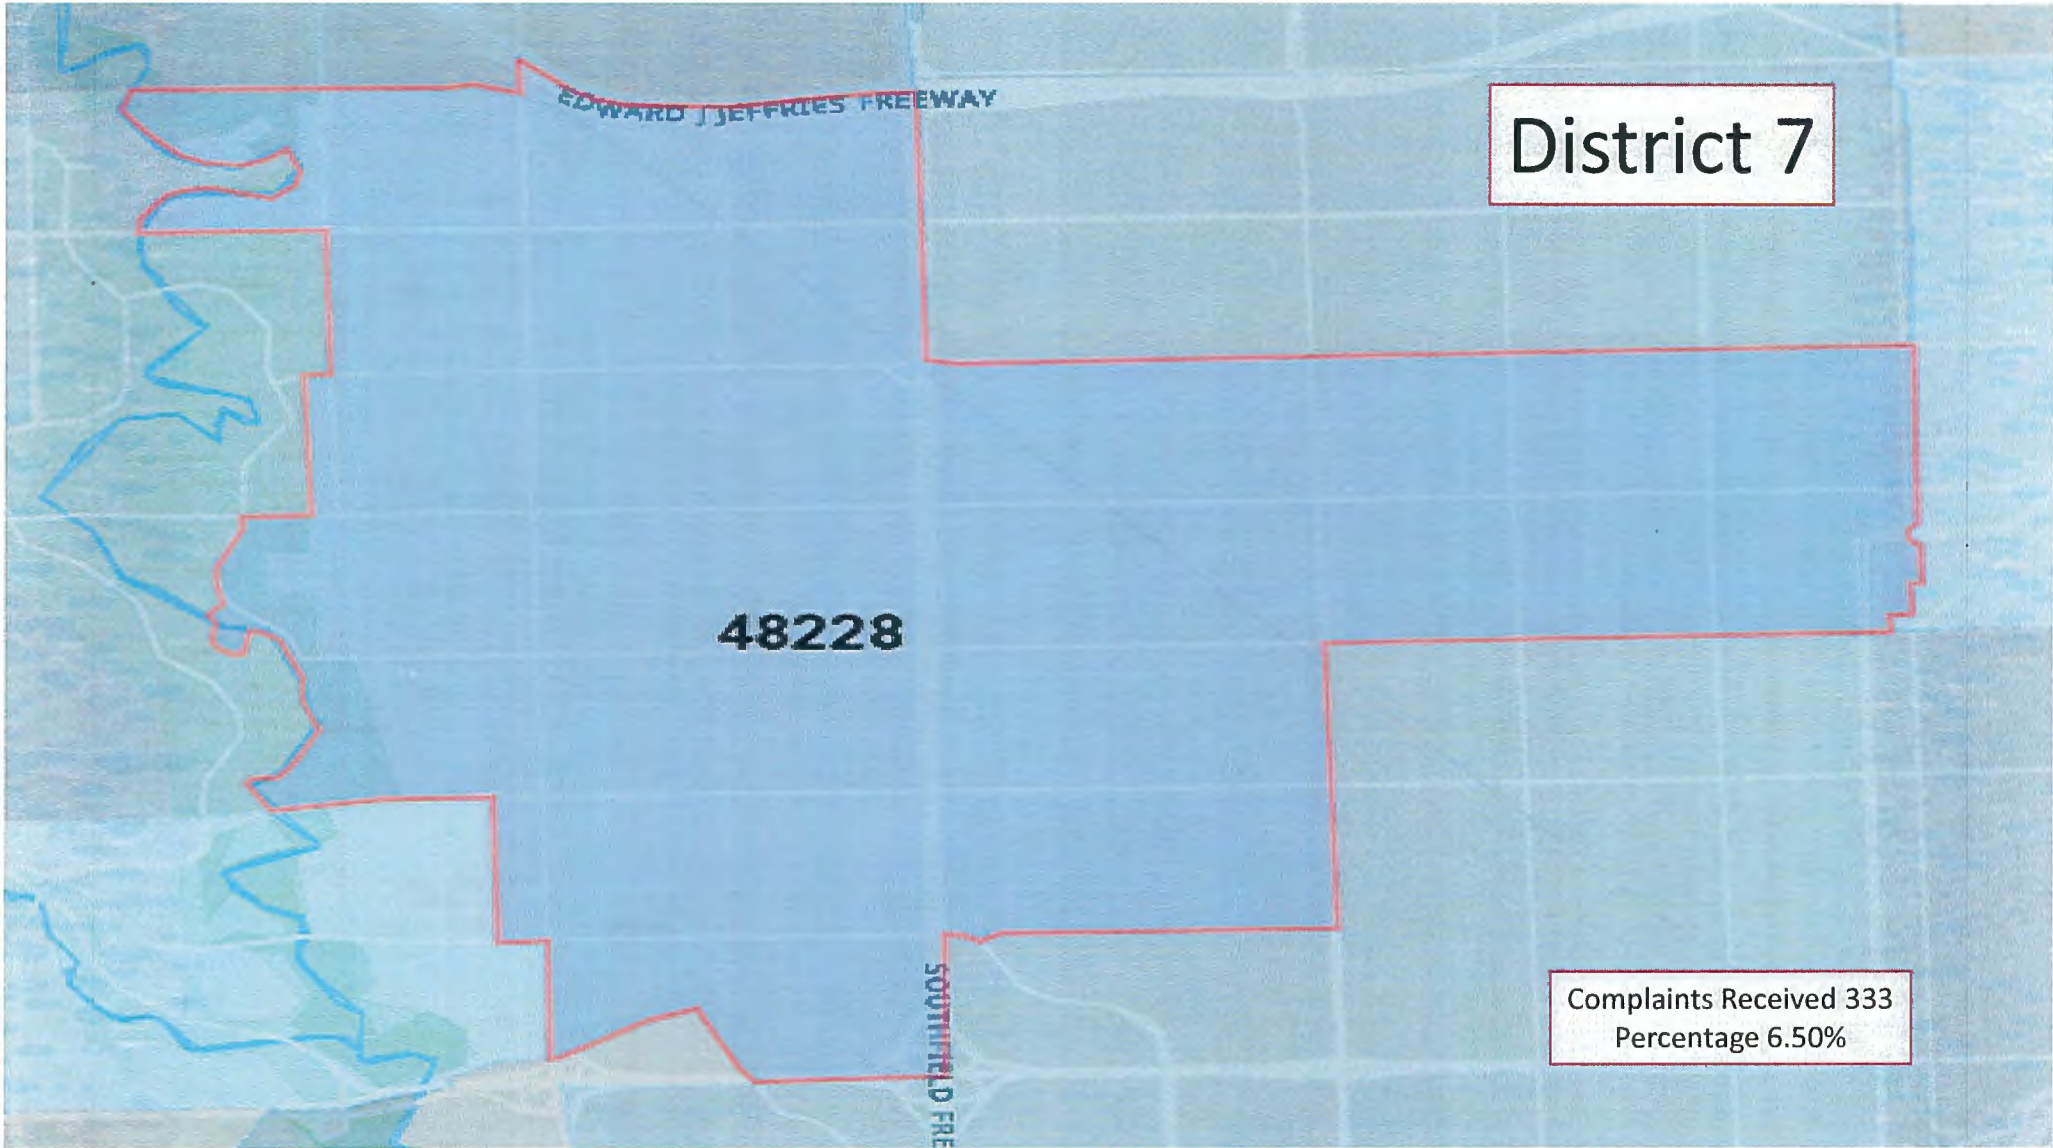 EDWARD J JEFFRIES FREEWAY
District 7
48228
SOUTHFIELD FRE
Complaints Received 333
Percentage 6.50%